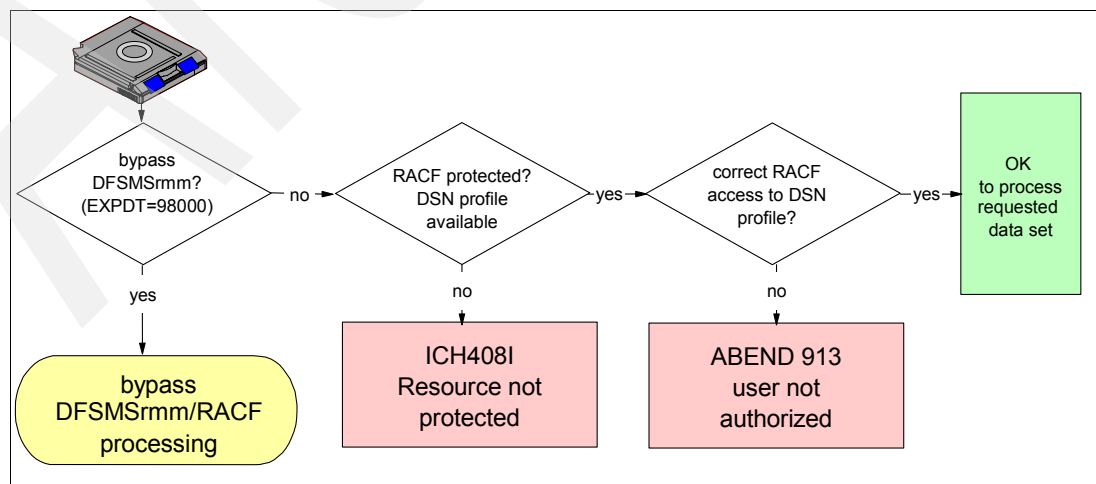 bypass
DFSMSrmm?
(EXPDT=98000)
no
RACF protected?
DSN profile
available
yes
correct RACF
access to DSN
profile?
yes
OK
to process
requested
data set
yes
no
no
bypass
DFSMSrmm/RACF
processing
ICH408I
Resource not
protected
ABEND 913
user not
authorized